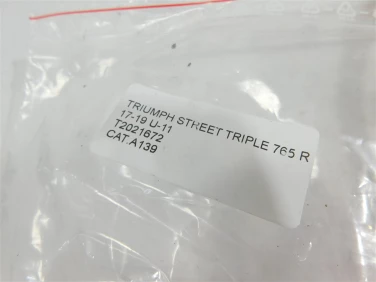 TRIUMPH STREET TRIPLE 765 R
17-19 U-11
T2021672
CAT:A139